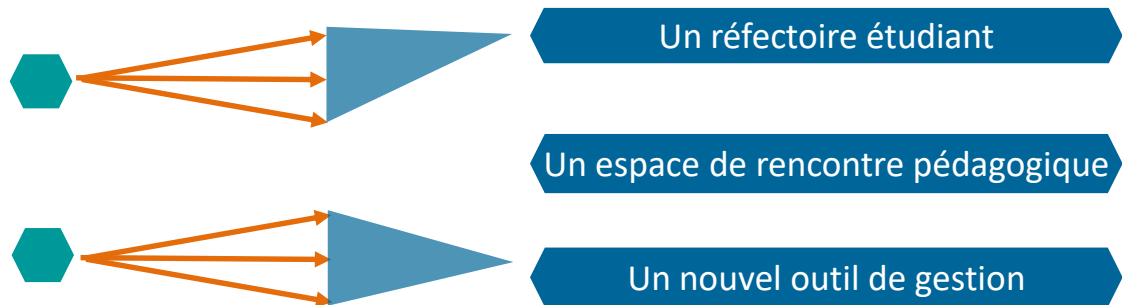 Un réfectoire étudiant
Un espace de rencontre pédagogique
Un nouvel outil de gestion